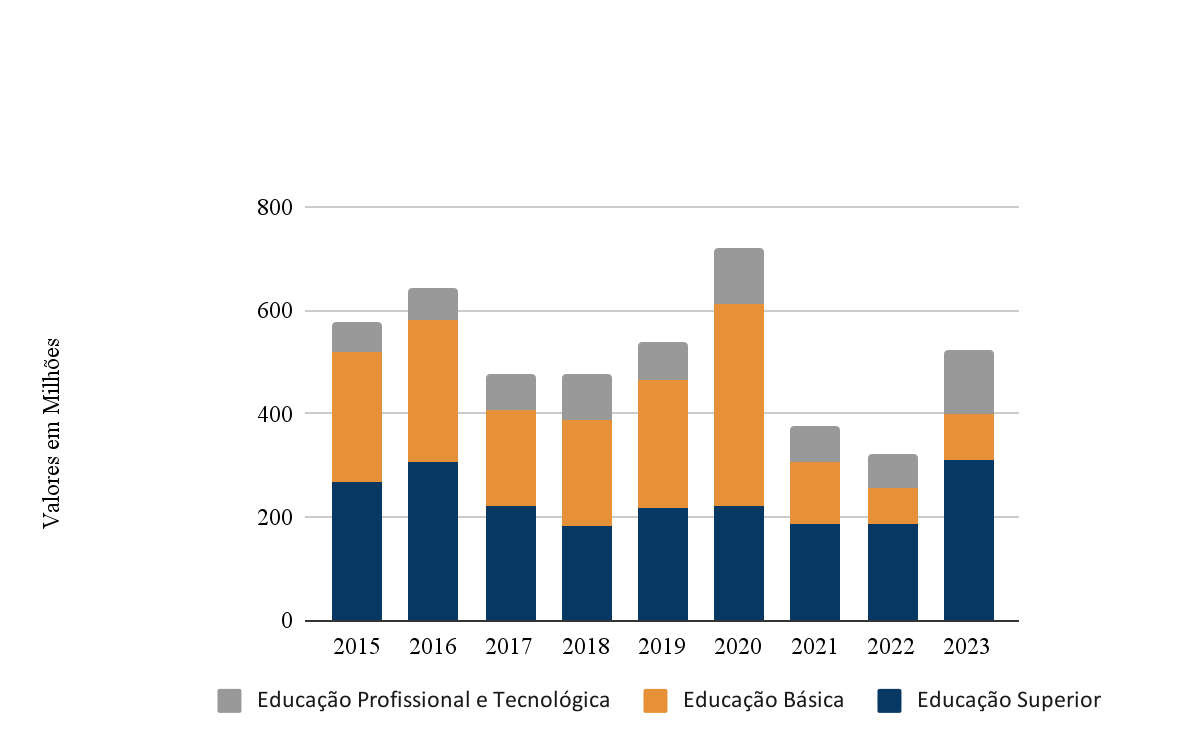 800
600
400
200
0
Valores em Milhões
2015 2016 2017 2018 2019 2020 2021 2022 2023
Educação Profissional e Tecnológica Educação Básica Educação Superior